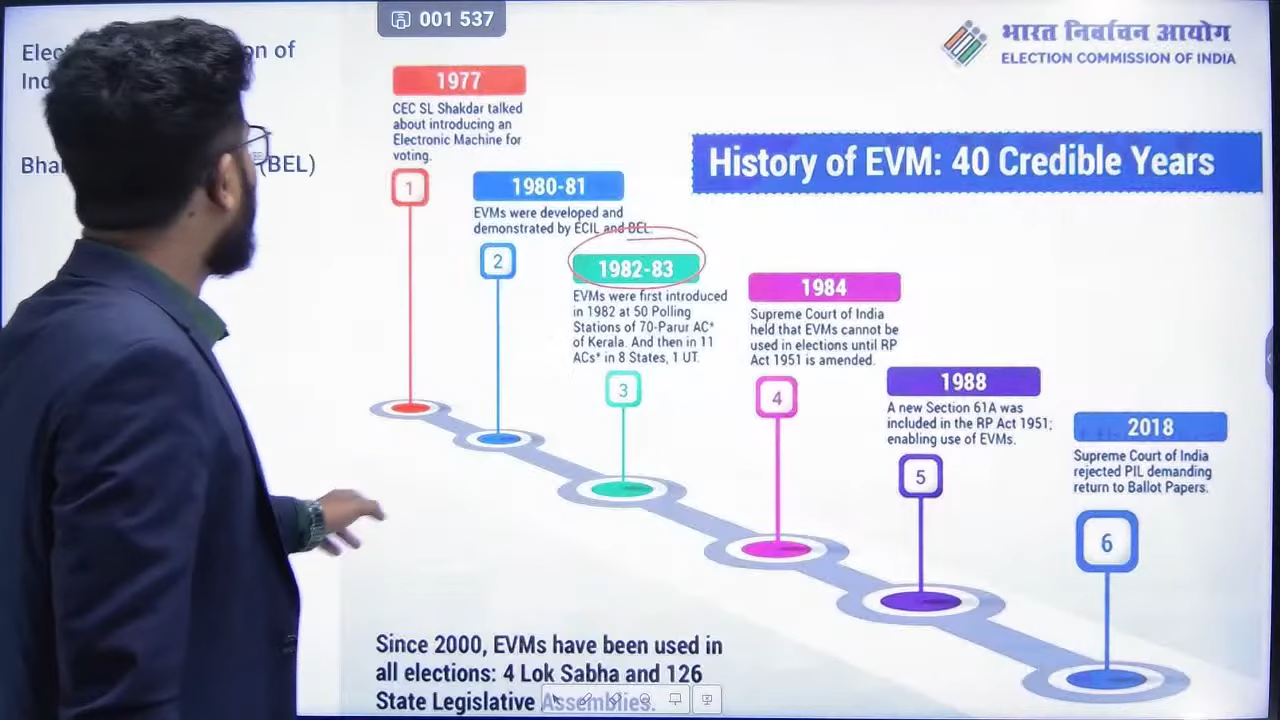 001 537
भारत निर्वाचन आयोग
ELECTION COMMISSION OF INDIA
Elec on of
Ind
Bha (BEL)
History of EVM: 40 Credible Years
1977
CEC SL Shakdar talked
about introducing an
Electronic Machine for
voting.
1
1980-81
EVMs were developed and
demonstrated by ECIL and BEL.
2
1982-83
EVMs were first introduced
in 1982 at 50 Polling
Stations of 70-Parur AC*
of Kerala. And then in 11
ACs* in 8 States, 1 UT.
3
1984
Supreme Court of India
held that EVMs cannot be
used in elections until RP
Act 1951 is amended.
4
1988
A new Section 61A was
included in the RP Act 1951;
enabling use of EVMs.
5
2018
Supreme Court of India
rejected PIL demanding
return to Ballot Papers.
6
Since 2000, EVMs have been used in
all elections: 4 Lok Sabha and 126
State Legislative Assemblies.